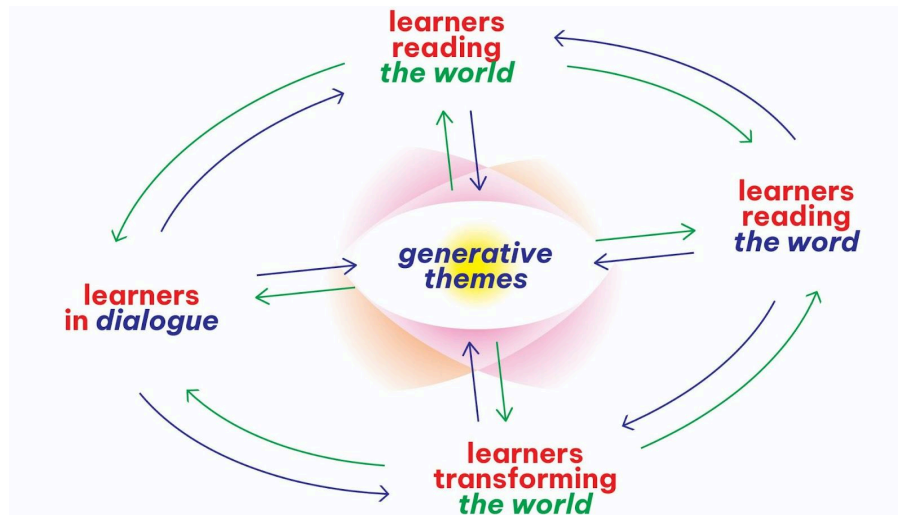 learners
reading
the world
learners
reading
the word
generative
themes
learners
in dialogue
learners
transforming
the world